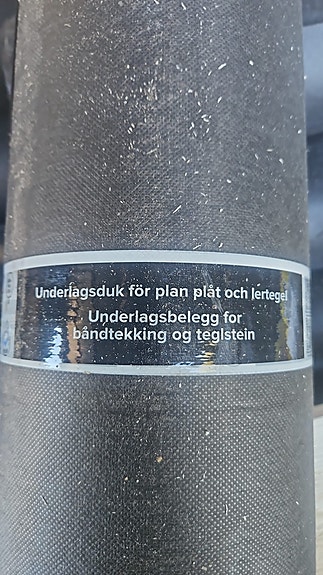 Underlagsduk för plan plåt och lertegel
Underlagsbelegg for
båndtekking og teglstein